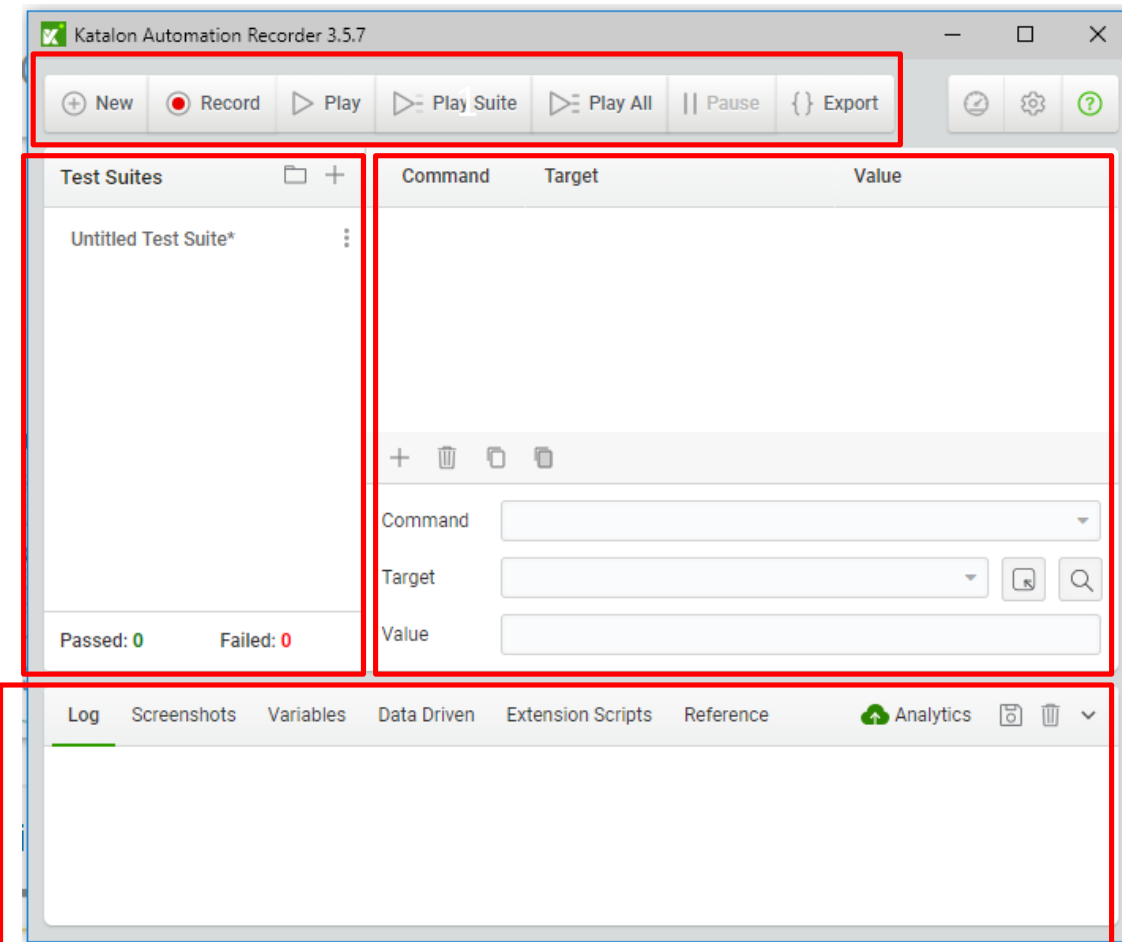 Katalon Automation Recorder 3.5.7
New Record Play Play Suite Play All Pause { } Export
1
Test Suites Command Target Value
Untitled Test Suite*
Command
Target
Value
Passed: 0 Failed: 0
Log Screenshots Variables Data Driven Extension Scripts Reference Analytics